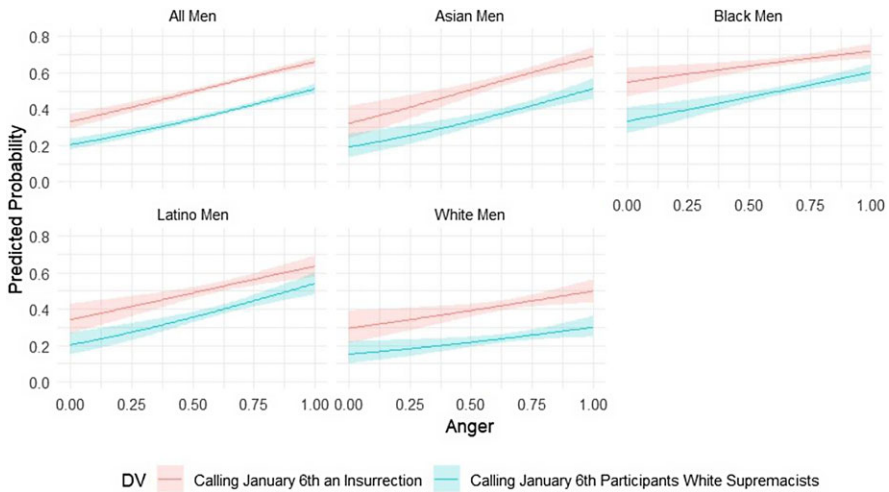 All Men
Asian Men
Black Men
0.8
0.6
0.4
0.2
0.0
0.00 0.25 0.50 0.75 1.00
Latino Men
White Men
Predicted Probability
0.8
0.6
0.4
0.2
0.0
0.00 0.25 0.50 0.75 1.00 0.00 0.25 0.50 0.75 1.00
Anger
DV Calling January 6th an Insurrection Calling January 6th Participants White Supremacists